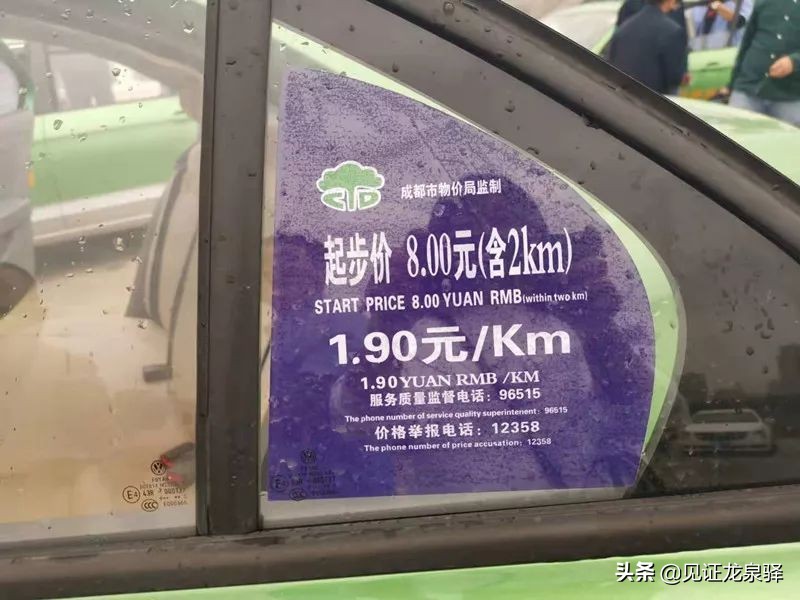 CTD
成都市物价局监制
起步价 8.00元(含2km)
START PRICE 8.00 YUAN RMB(within two km)
1.90元/Km
1.90YUAN RMB /KM
服务质量监督电话：96515
The phone number of service quality superintenent: 96515
价格举报电话：12358
The phone number of price accusation: 12358
头条 @见证龙泉驿